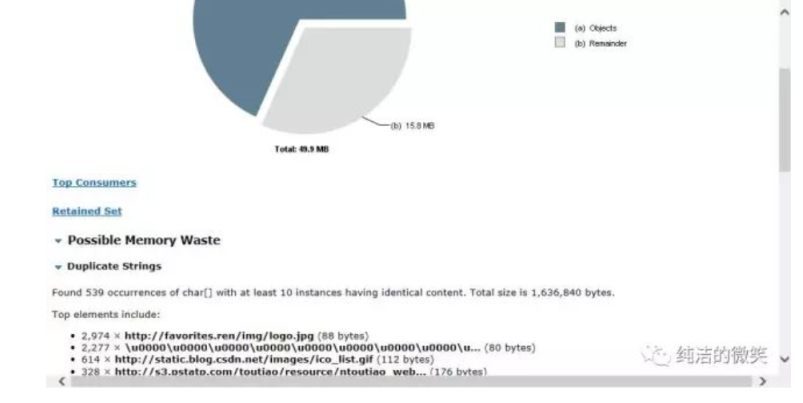 (a) Objects
(b) Remainder
(b) 15.8 MB
Total: 49.9 MB
Top Consumers
Retained Set
Possible Memory Waste
Duplicate Strings
Found 539 occurrences of char[] with at least 10 instances having identical content. Total size is 1,636,840 bytes.
Top elements include:
• 2,974 × http://favorites.ren/img/logo.jpg (88 bytes)
• 2,277 × \u0000\u0000\u0000\u0000\u0000\u0000\u0000\u0000\u... (80 bytes)
• 614 × http://static.blog.csdn.net/images/ico_list.gif (112 bytes)
• 328 × http://s3.pstatp.com/toutiao/resource/ntoutiao_web... (176 bytes)
纯洁的微笑